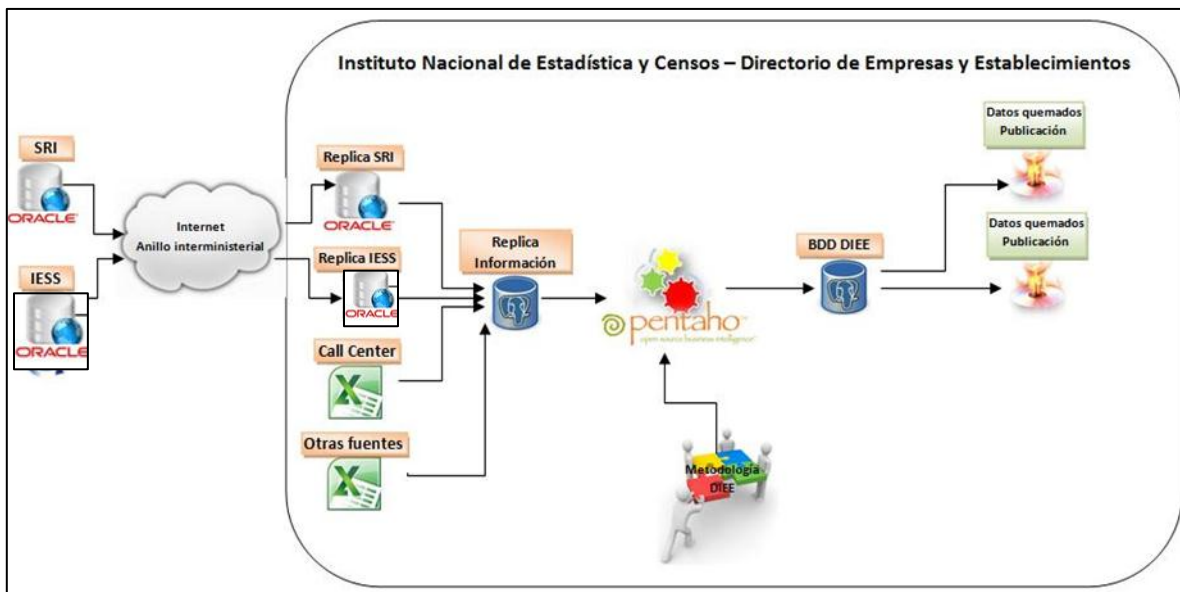 Instituto Nacional de Estadística y Censos – Directorio de Empresas y Establecimientos
SRI
ORACLE
IESS
ORACLE
Internet
Anillo interministerial
Replica SRI
ORACLE
Replica IESS
ORACLE
Call Center
Otras fuentes
Replica
Información
pentaho™
open source business intelligence™
Metodología
DIEE
BDD DIEE
Datos quemados
Publicación
Datos quemados
Publicación